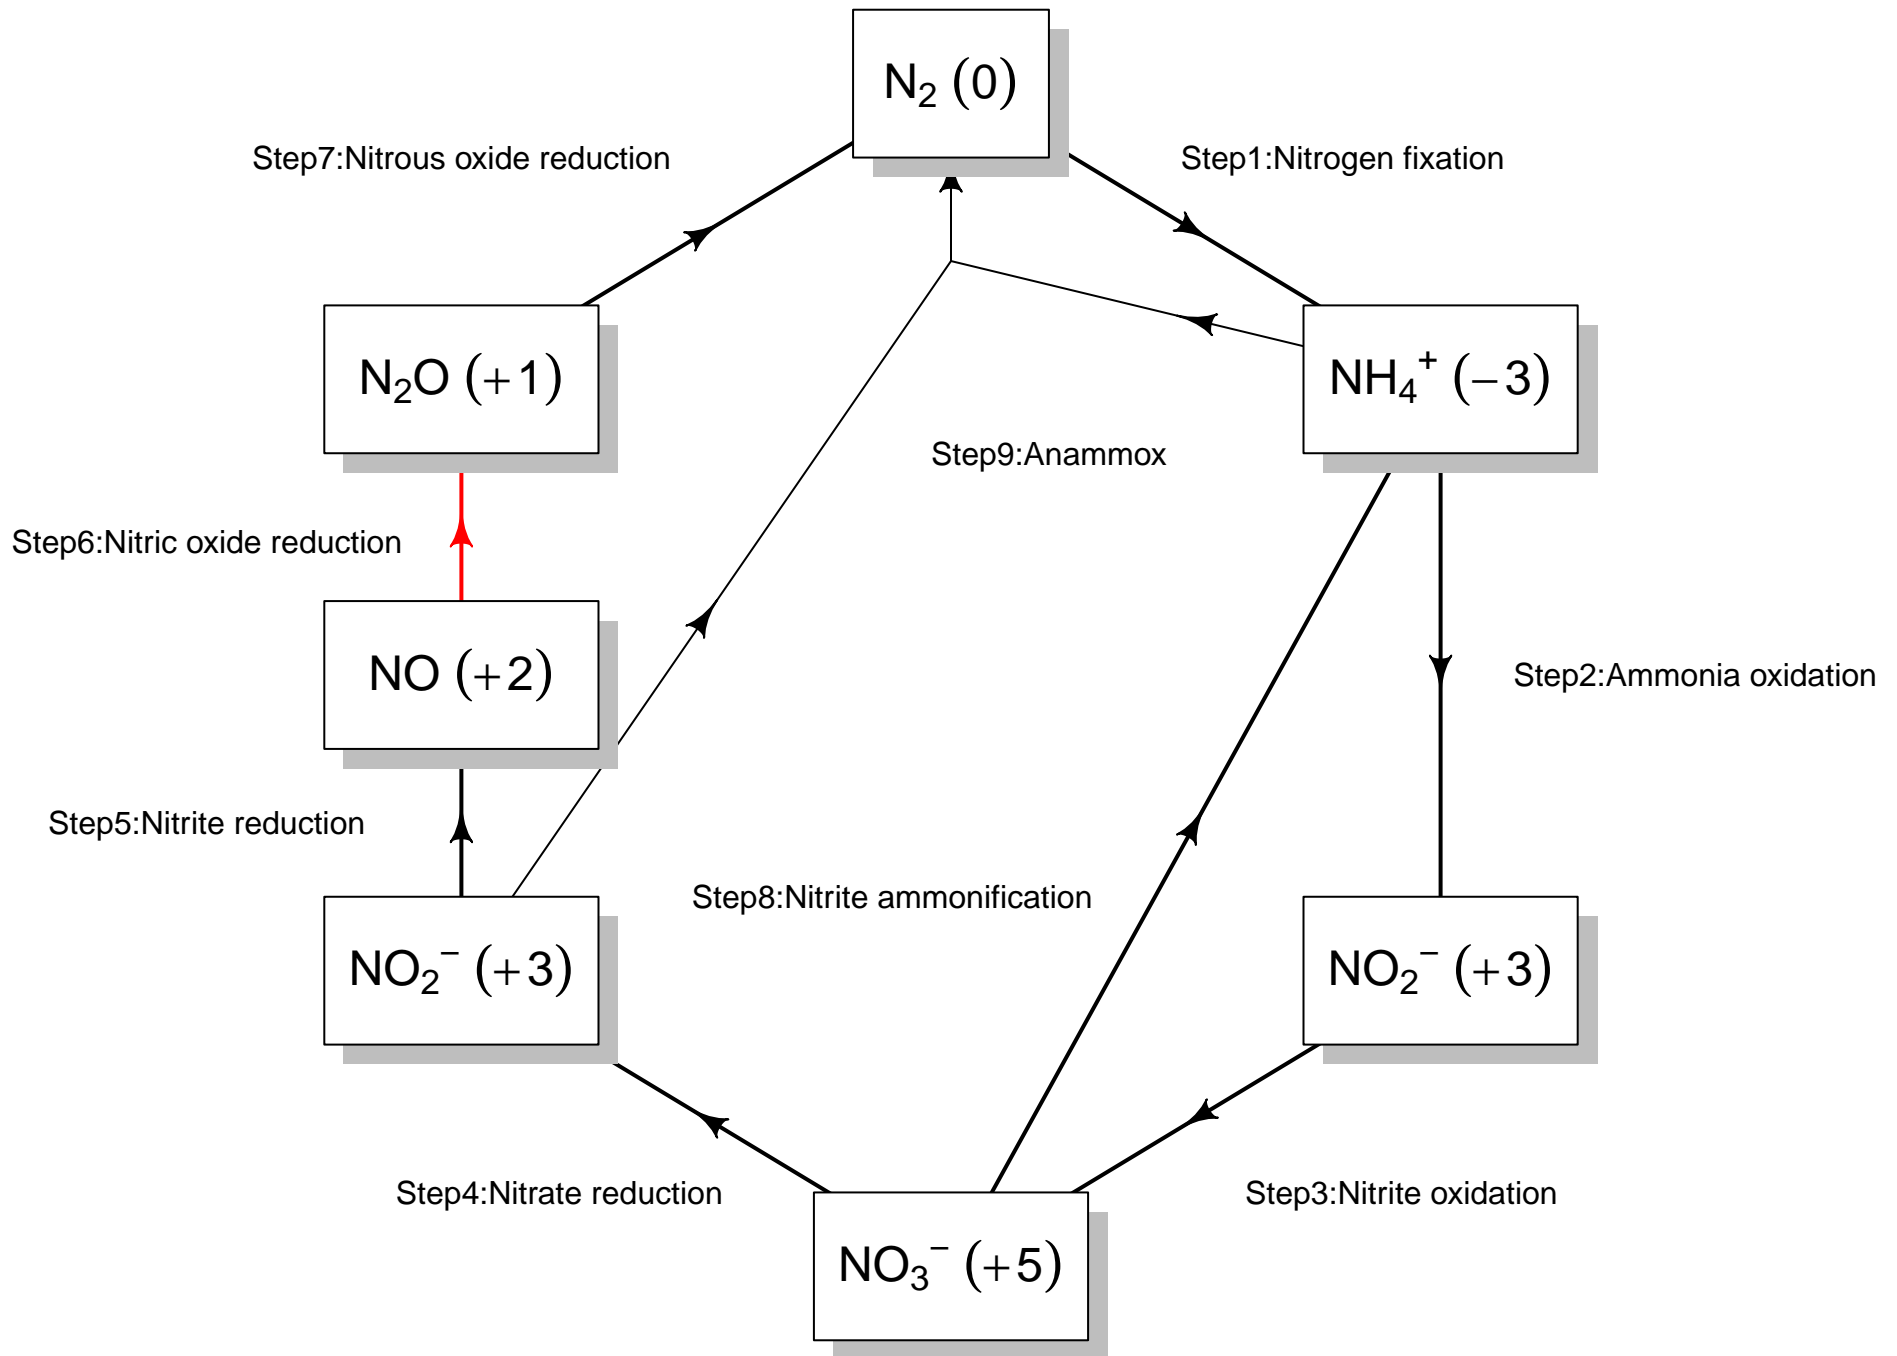 N₂ (0)
Step7:Nitrous oxide reduction
Step1:Nitrogen fixation
N₂O (+1)
NH₄⁺ (−3)
Step9:Anammox
Step6:Nitric oxide reduction
NO (+2)
Step2:Ammonia oxidation
Step5:Nitrite reduction
Step8:Nitrite ammonification
NO₂⁻ (+3)
NO₂⁻ (+3)
Step4:Nitrate reduction
Step3:Nitrite oxidation
NO₃⁻ (+5)